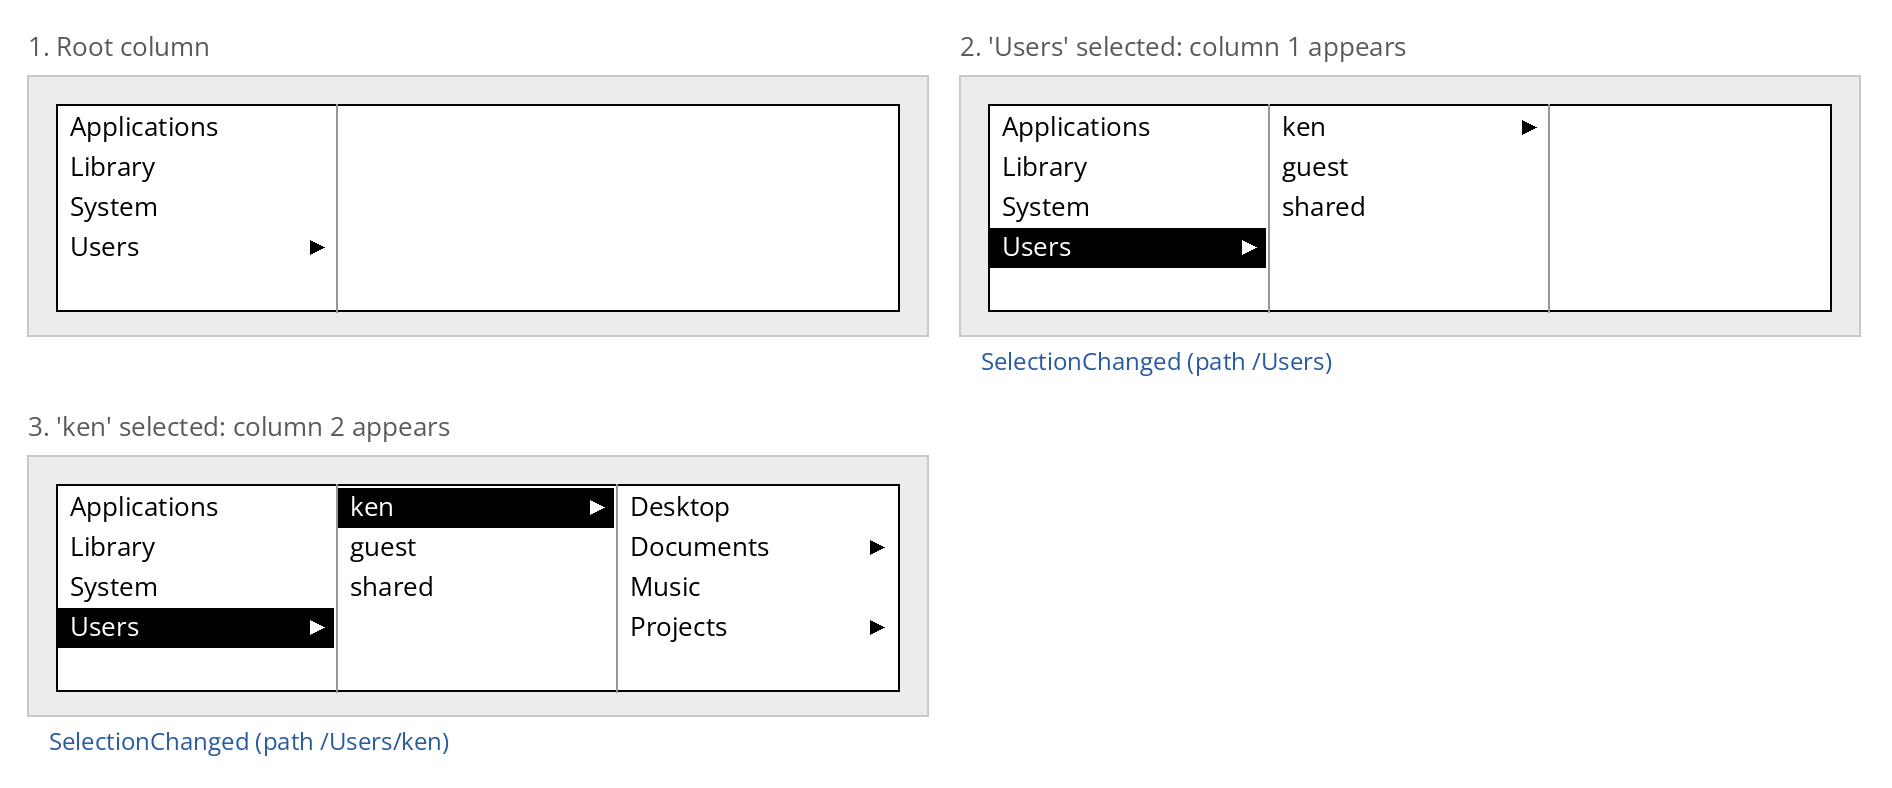 1. Root column
Applications
Library
System
Users
2. 'Users' selected: column 1 appears
Applications
Library
System
Users
ken
guest
shared
SelectionChanged (path /Users)
3. 'ken' selected: column 2 appears
Applications
Library
System
Users
ken
guest
shared
Desktop
Documents
Music
Projects
SelectionChanged (path /Users/ken)